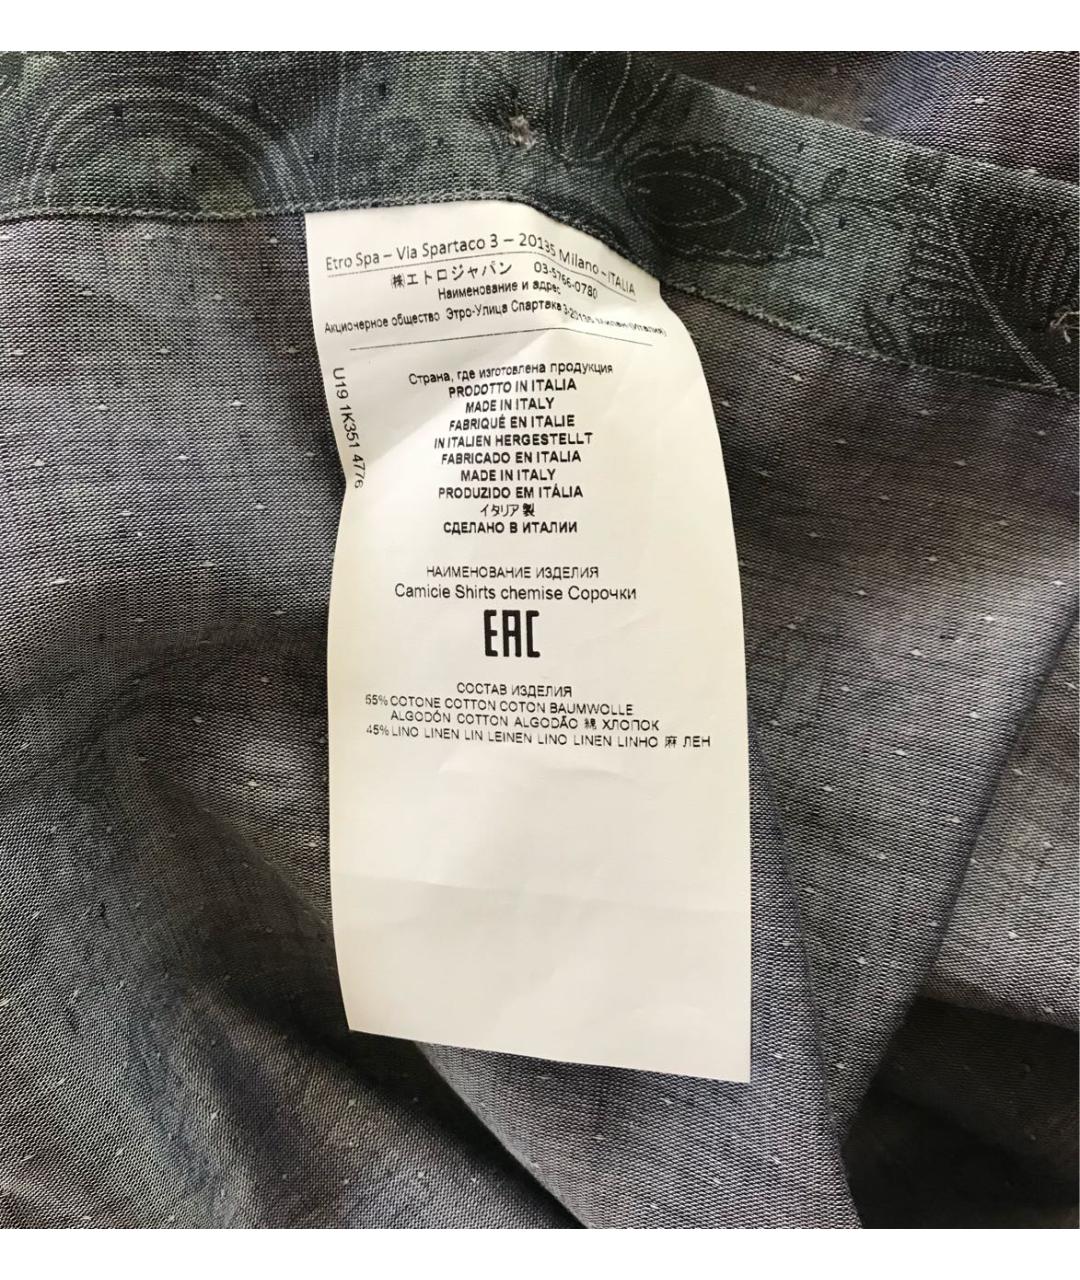 Etro Spa – Via Spartaco 3 – 20135 Milano – ITALIA
㈱エトロジャパン 03-5766-0780
Наименование и адрес
Акционерное общество Этро-Улица Спартака 3-20135 Милан (Италия)
Страна, где изготовлена продукция
PRODOTTO IN ITALIA
MADE IN ITALY
FABRIQUÉ EN ITALIE
IN ITALIEN HERGESTELLT
FABRICADO EN ITALIA
MADE IN ITALY
PRODUZIDO EM ITÁLIA
イタリア製
СДЕЛАНО В ИТАЛИИ
U19 1K351 4776
НАИМЕНОВАНИЕ ИЗДЕЛИЯ
Camicie Shirts chemise Сорочки
EAC
СОСТАВ ИЗДЕЛИЯ
55% COTONE COTTON COTON BAUMWOLLE
ALGODÓN COTTON ALGODÃO 綿 ХЛОПОК
45% LINO LINEN LIN LEINEN LINO LINEN LINHO 麻 ЛЕН